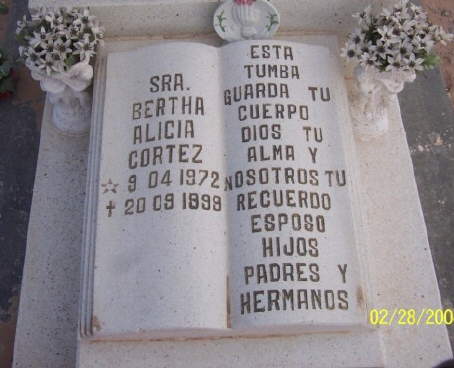 SRA.
BERTHA
ALICIA
CORTEZ
☆ 9 04 1972
✝ 20 09 1999
ESTA
TUMBA
GUARDA TU
CUERPO
DIOS TU
ALMA Y
NOSOTROS TU
RECUERDO
ESPOSO
HIJOS
PADRES Y
HERMANOS
02/28/200